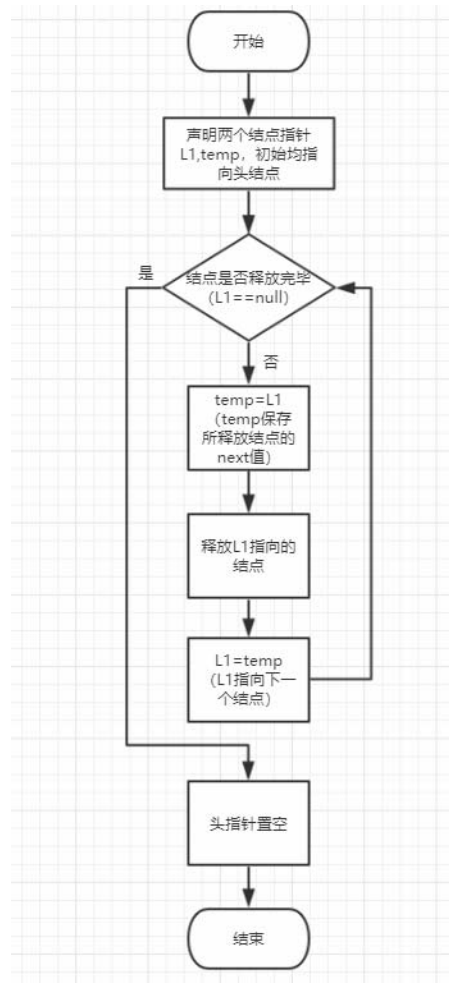 开始
声明两个结点指针
L1,temp，初始均指
向头结点
是
结点是否释放完毕
(L1==null)
否
temp=L1
（temp保存
所释放结点的
next值）
释放L1指向的
结点
L1=temp
（L1指向下一
个结点）
头指针置空
结束